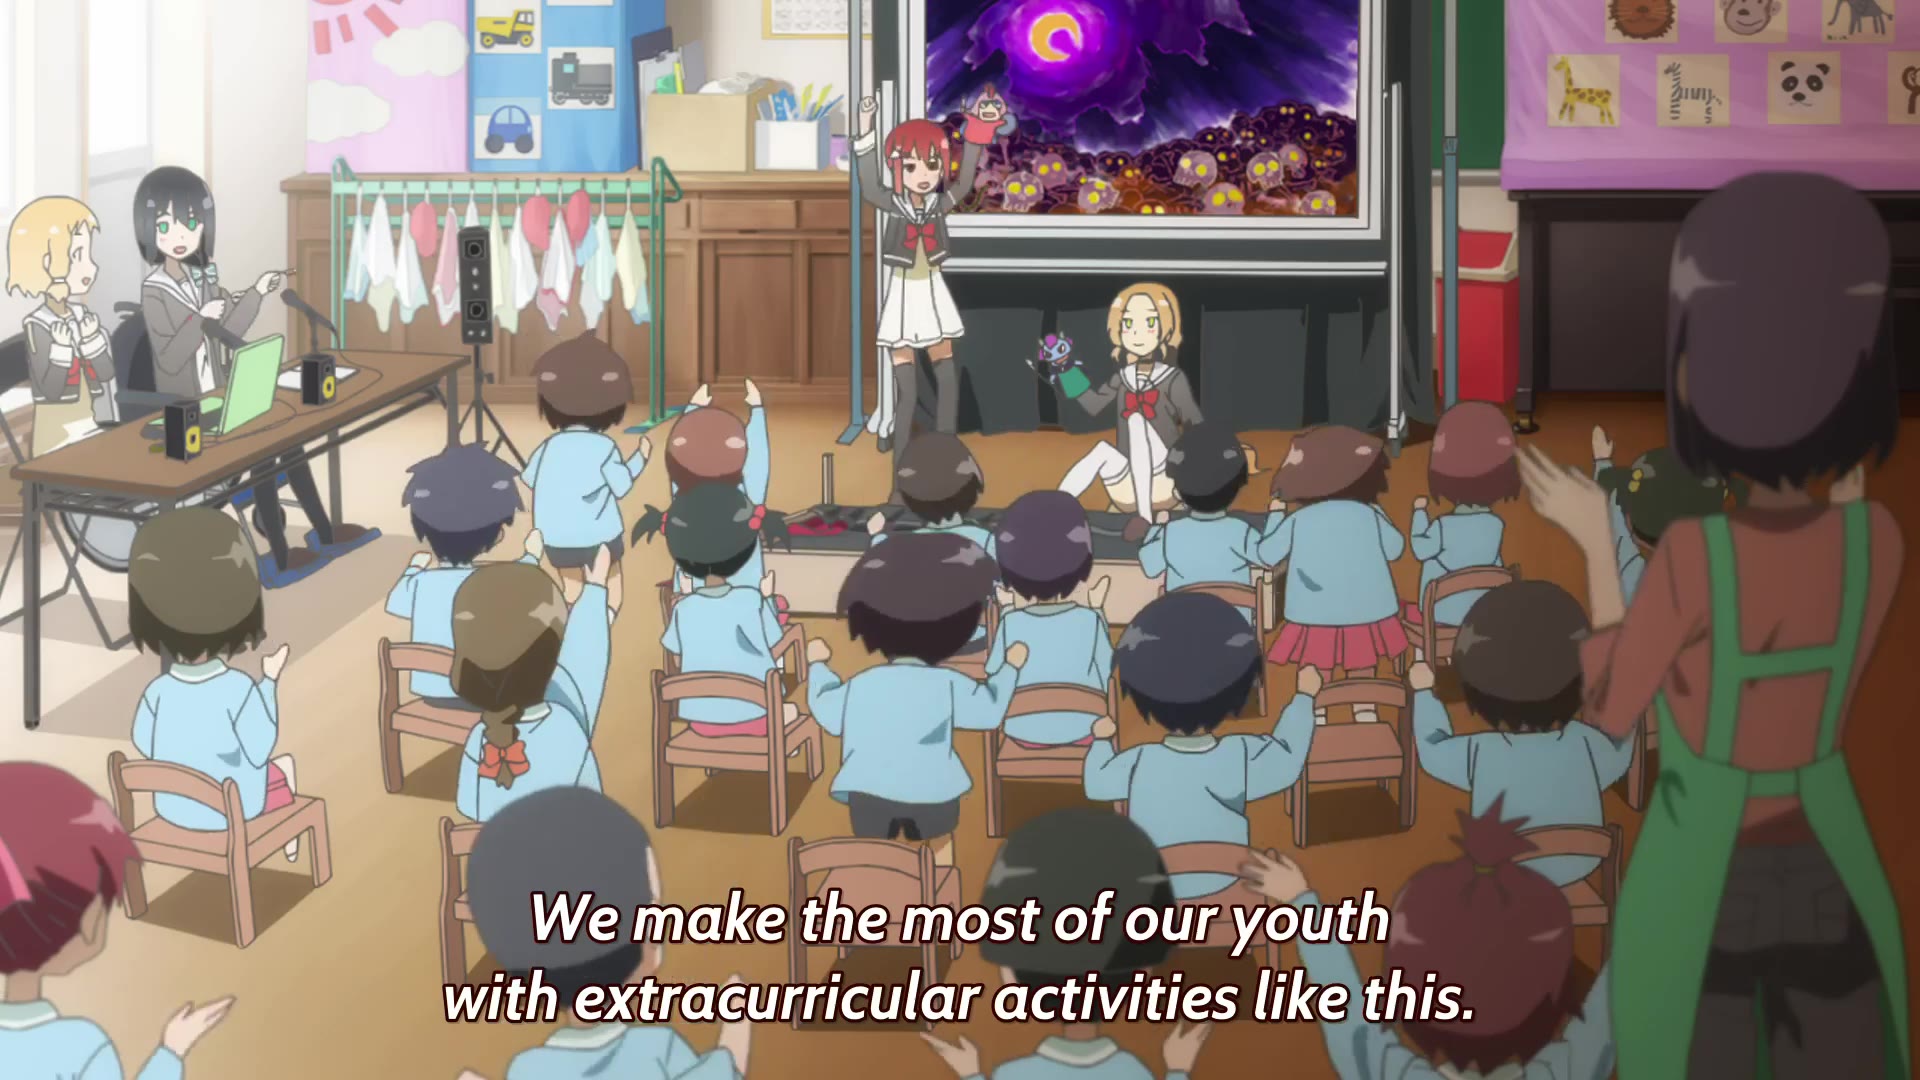 We make the most of our youth
with extracurricular activities like this.